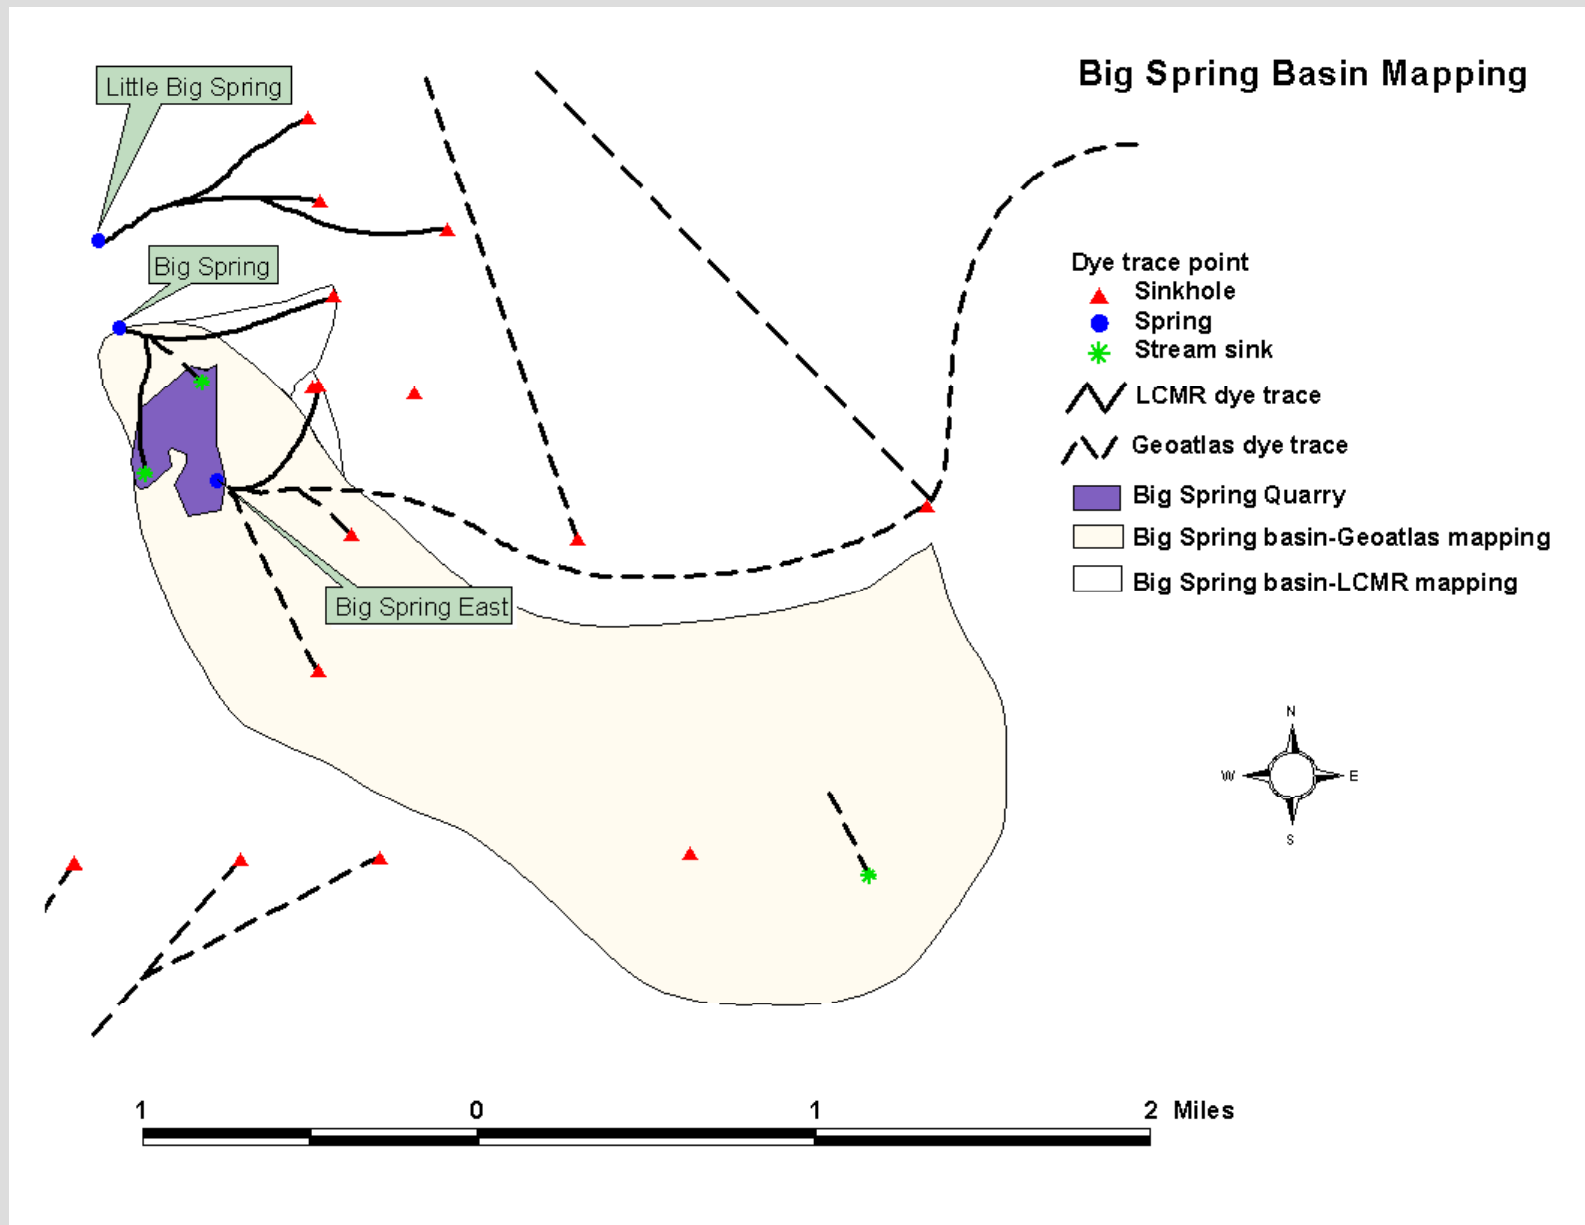 Big Spring Basin Mapping
Little Big Spring
Big Spring
Big Spring East
Dye trace point
Sinkhole
Spring
Stream sink
LCMR dye trace
Geoatlas dye trace
Big Spring Quarry
Big Spring basin-Geoatlas mapping
Big Spring basin-LCMR mapping
N
W E
S
1 0 1 2 Miles